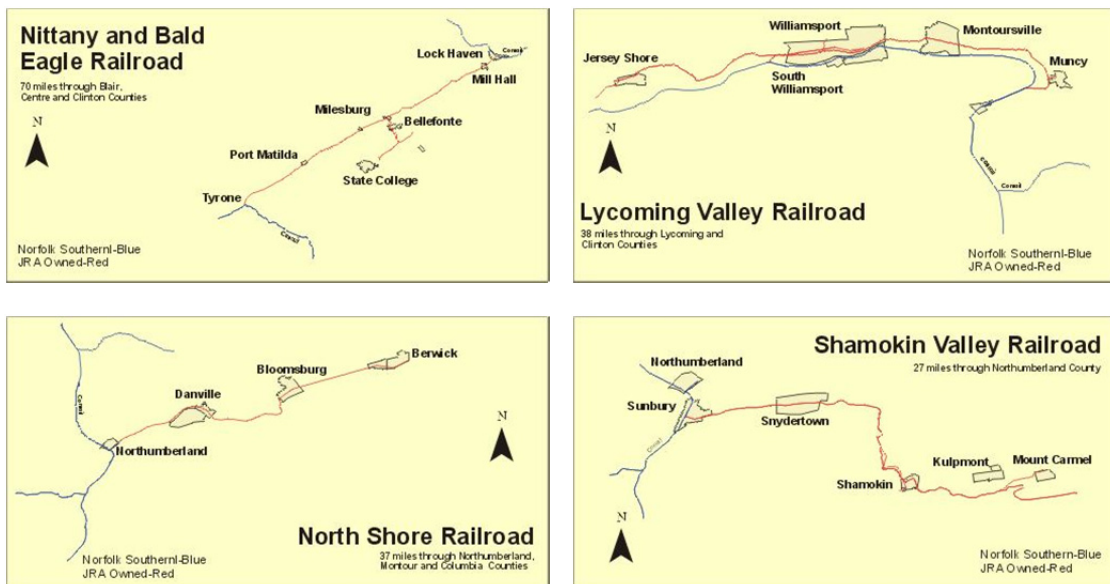 Nittany and Bald
Eagle Railroad
70 miles through Blair,
Centre and Clinton Counties
N
Lock Haven
Conrail
Mill Hall
Milesburg
Bellefonte
Port Matilda
State College
Tyrone
Conrail
Norfolk Southernl-Blue
JRA Owned-Red
Williamsport
Montoursville
Jersey Shore
Muncy
South
Williamsport
N
Conrail
Conrail
Lycoming Valley Railroad
38 miles through Lycoming and
Clinton Counties
Norfolk Southernl-Blue
JRA Owned-Red
Berwick
Bloomsburg
Danville
Conrail
Northumberland
N
North Shore Railroad
37 miles through Northumberland,
Montour and Columbia Counties
Norfolk Southernl-Blue
JRA Owned-Red
Shamokin Valley Railroad
27 miles through Northumberland County
Northumberland
Sunbury
Snydertown
Conrail
Kulpmont
Mount Carmel
Shamokin
N
Norfolk Southern-Blue
JRA Owned-Red